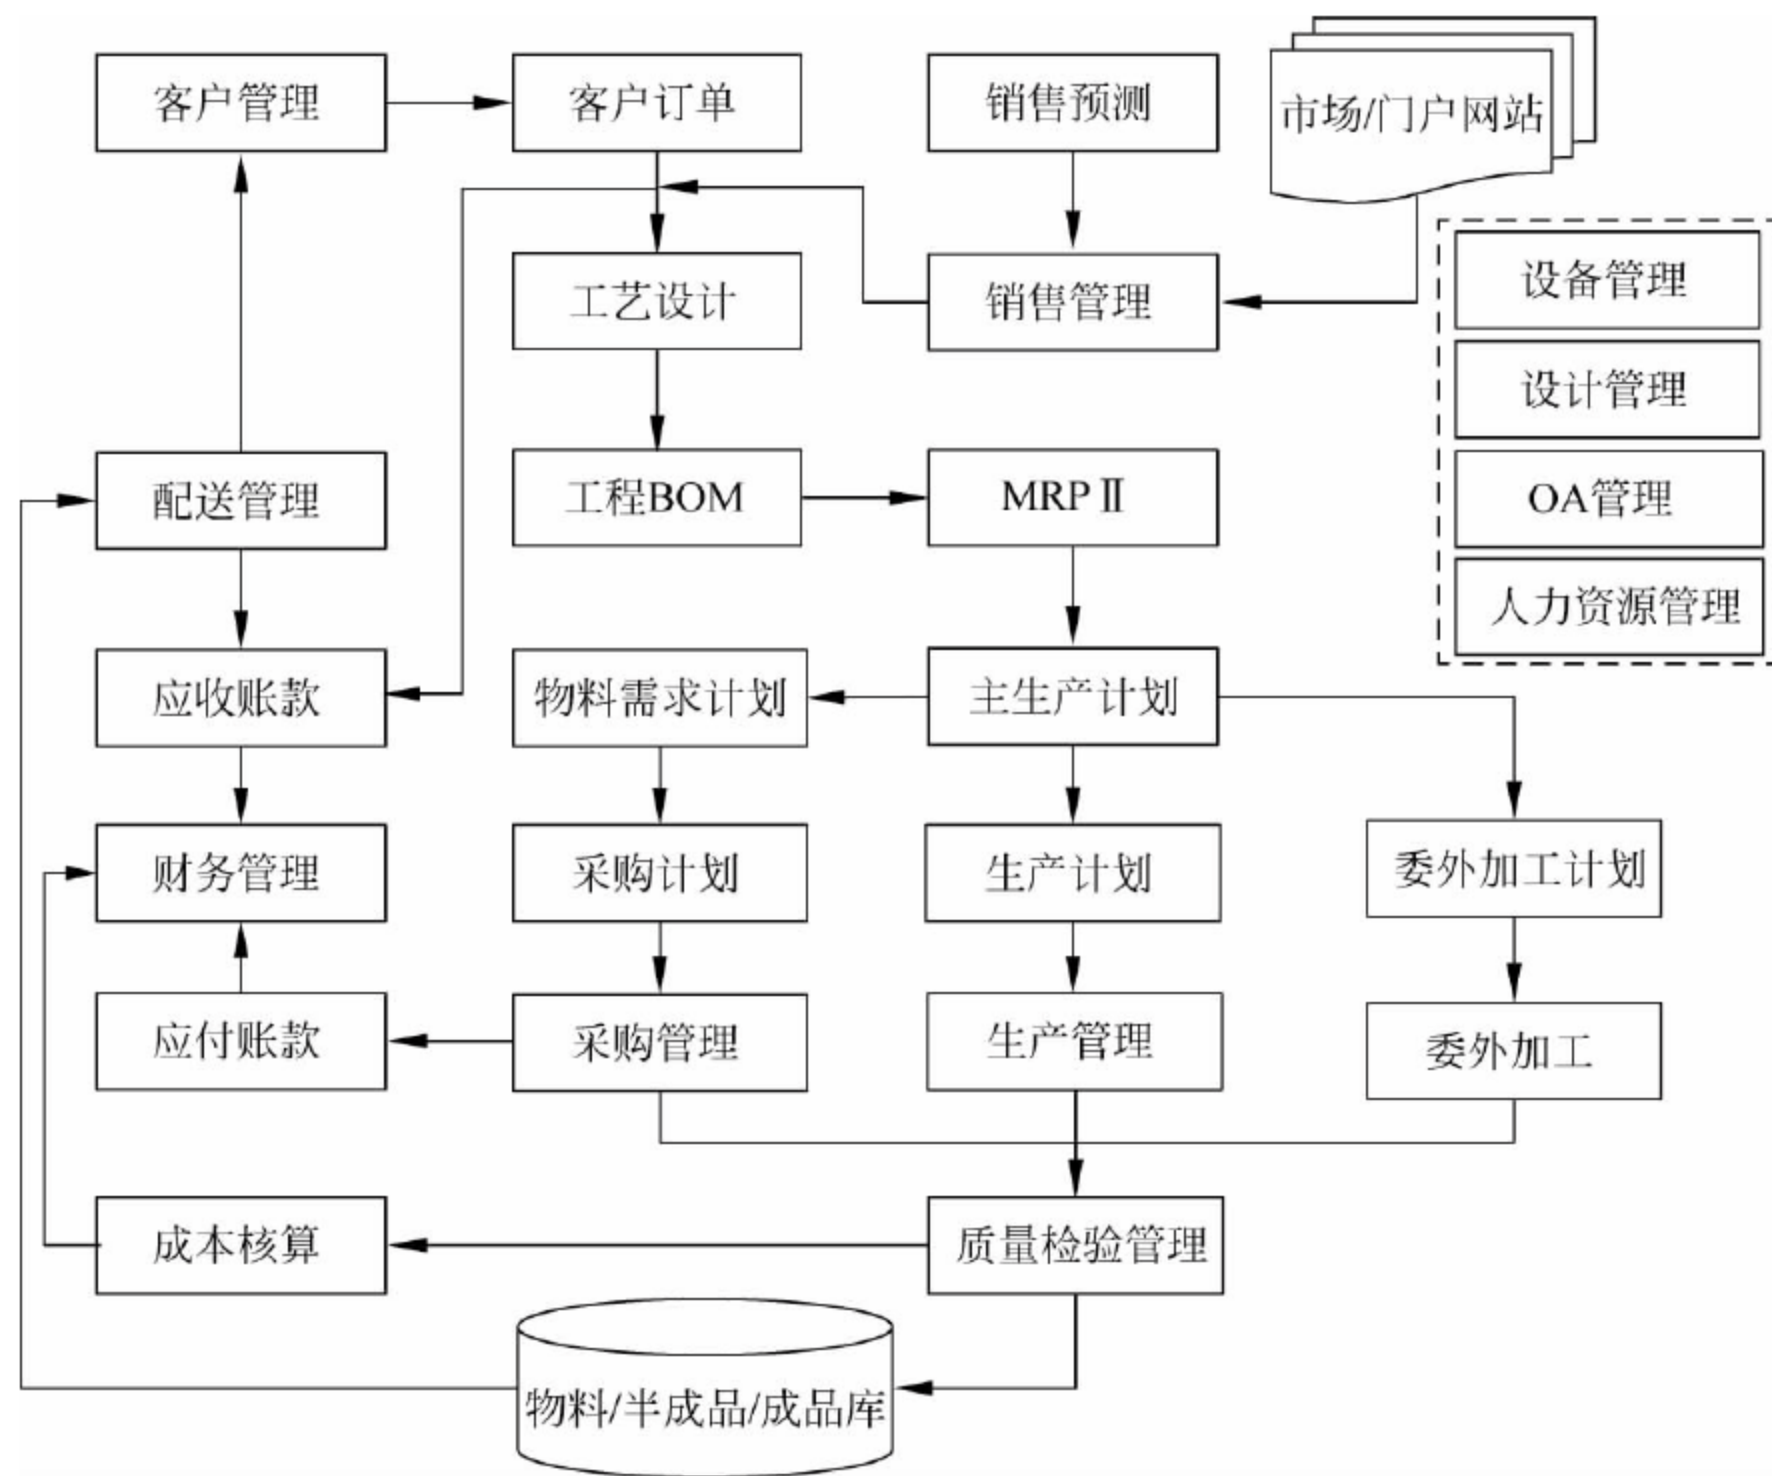 客户管理
客户订单
销售预测
市场/门户网站
工艺设计
销售管理
设备管理
设计管理
OA管理
人力资源管理
配送管理
工程BOM
MRPⅡ
应收账款
物料需求计划
主生产计划
财务管理
采购计划
生产计划
委外加工计划
应付账款
采购管理
生产管理
委外加工
成本核算
质量检验管理
物料/半成品/成品库